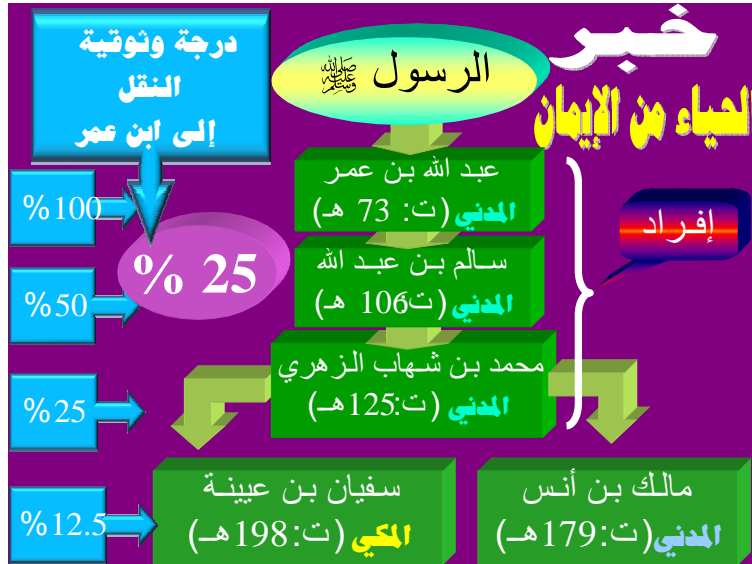 خبر
الحياء من الإيمان
الرسول ﷺ
درجة وثوقية
النقل
إلى ابن عمر
عبد الله بن عمر
المدني (ت: 73 هـ)
إفراد
%100
سالم بن عبد الله
المدني (ت:106 هـ)
% 25
%50
محمد بن شهاب الزهري
المدني (ت:125هـ)
%25
مالك بن أنس
المدني(ت:179هـ)
سفيان بن عيينة
المكي (ت:198هـ)
%12.5